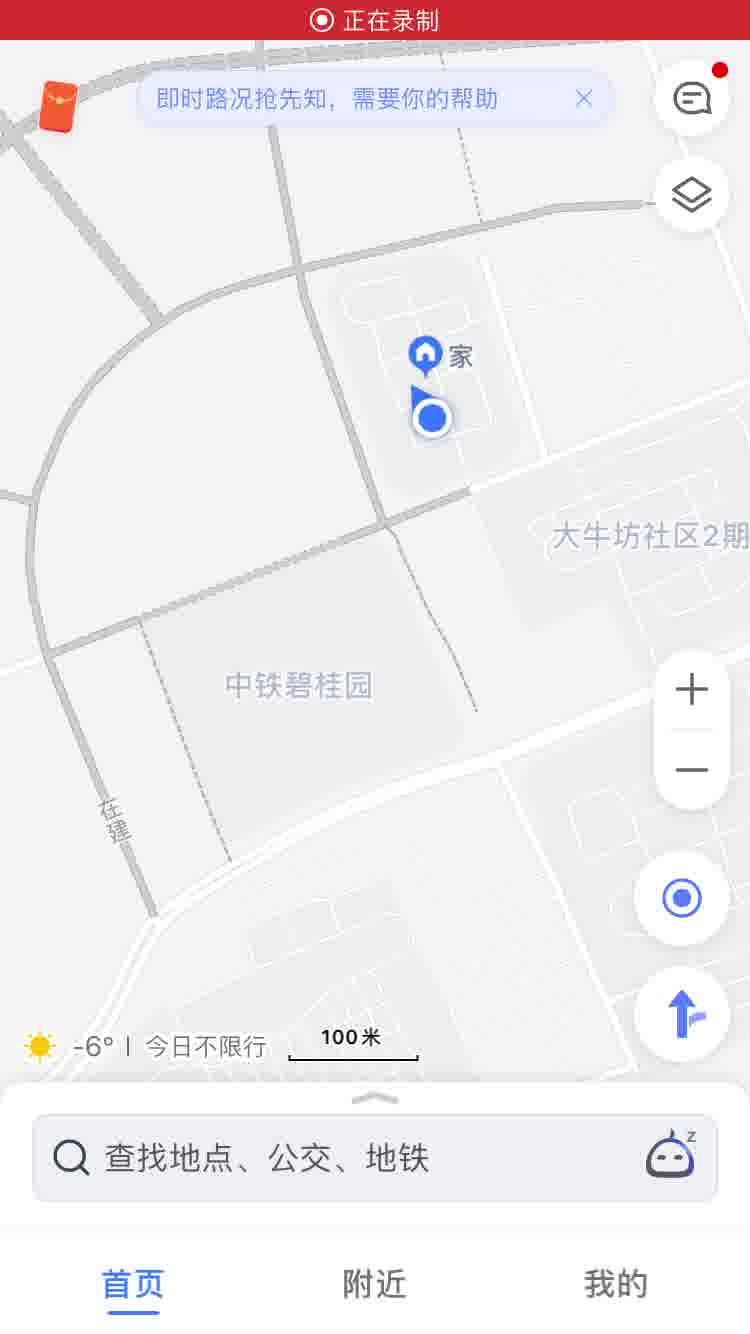 正在录制
即时路况抢先知，需要你的帮助
家
大牛坊社区2期
中铁碧桂园
在建
100米
-6° | 今日不限行
查找地点、公交、地铁
z
首页
附近
我的